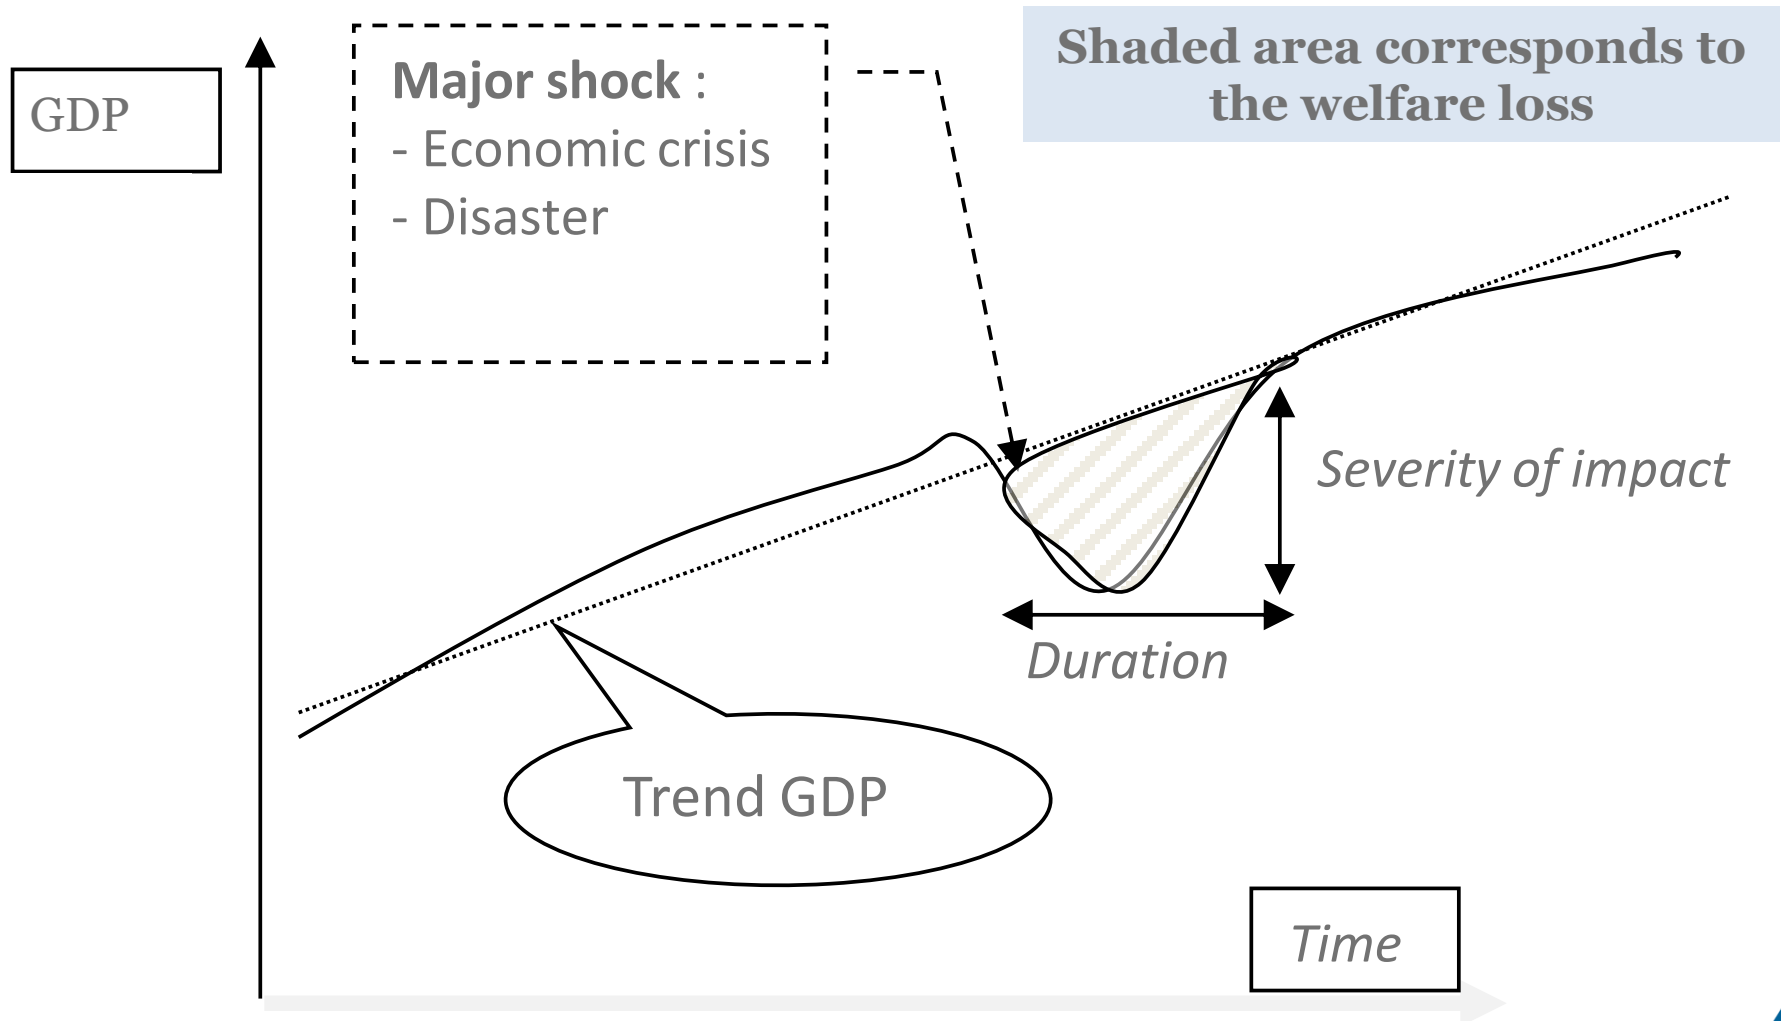 GDP
Major shock :
- Economic crisis
- Disaster
Shaded area corresponds to
the welfare loss
Severity of impact
Duration
Trend GDP
Time